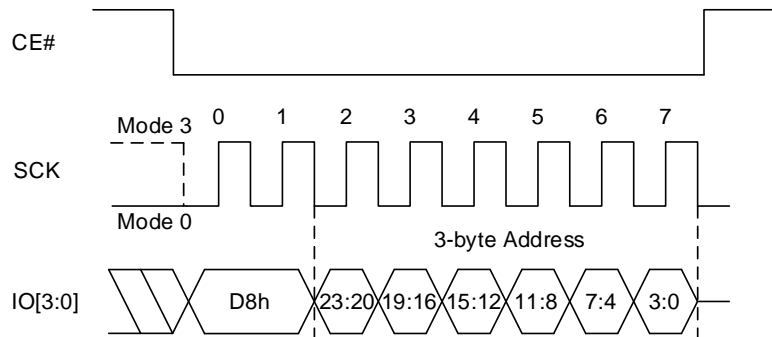 CE#
Mode 3 0 1 2 3 4 5 6 7
SCK
Mode 0
3-byte Address
IO[3:0] D8h 23:20 19:16 15:12 11:8 7:4 3:0